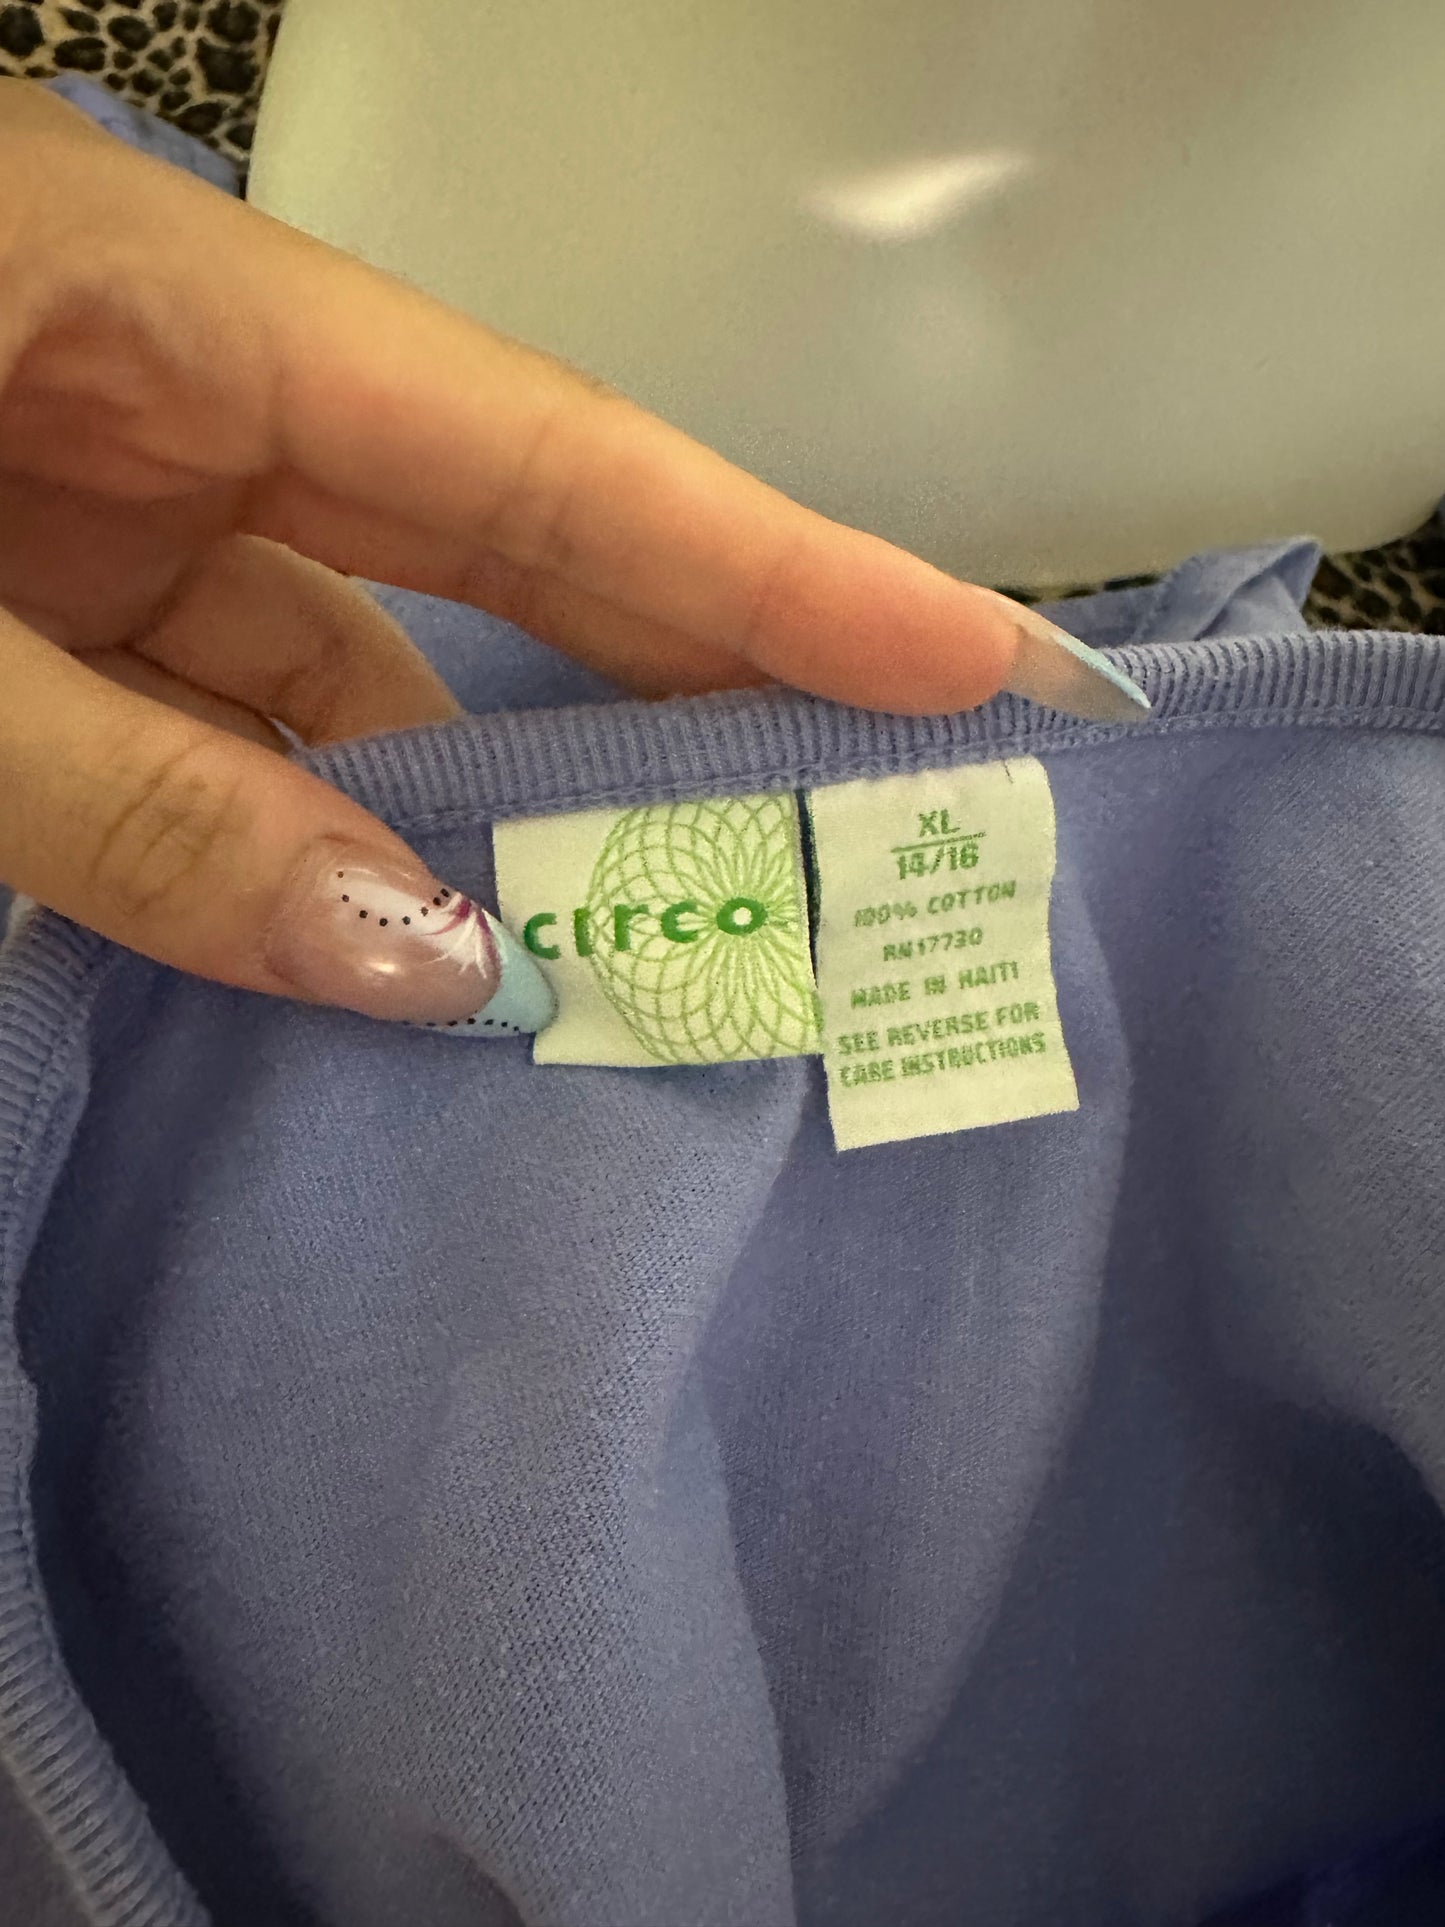 circo
XL
14/16
100% COTTON
RN17730
MADE IN HAITI
SEE REVERSE FOR
CARE INSTRUCTIONS